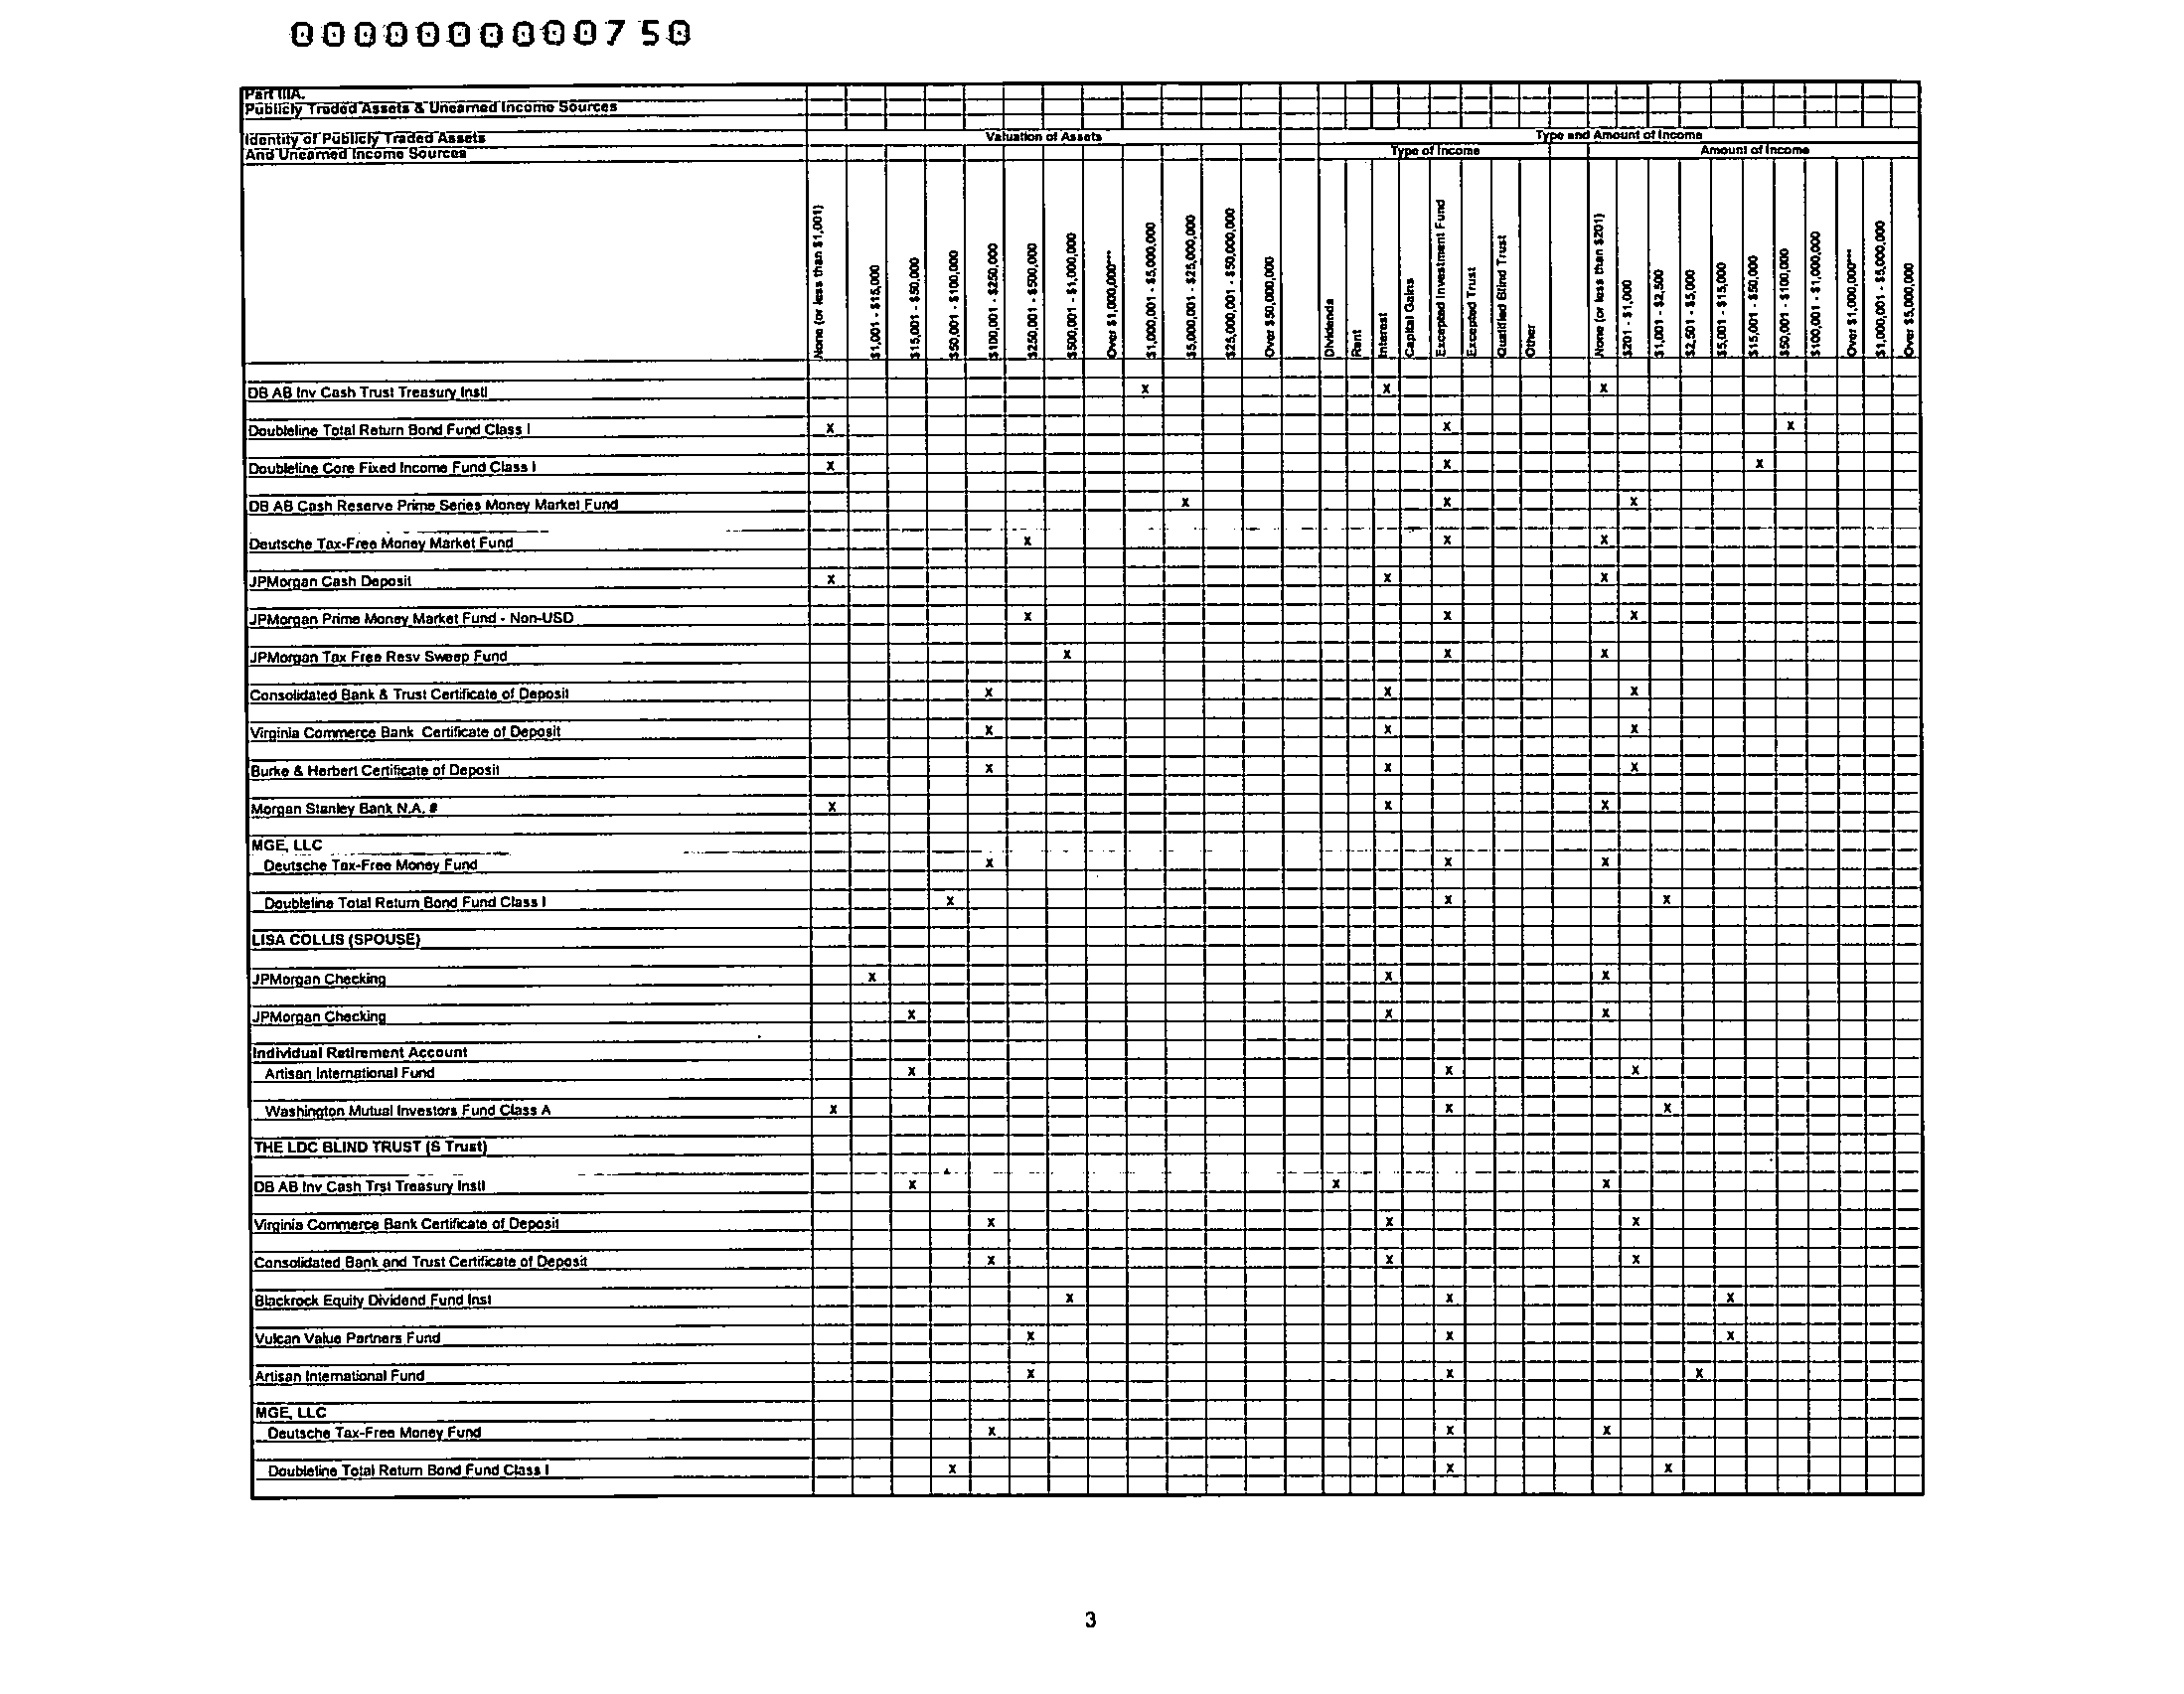 000000000750
Part IIIA.
Publicly Traded Assets & Unearned Income Sources
Identity of Publicly Traded Assets
And Unearned Income Sources
Valuation of Assets
Type and Amount of Income
Type of Income
Amount of Income
None (or less than $1,001)
$1,001 - $15,000
$15,001 - $50,000
$50,001 - $100,000
$100,001 - $250,000
$250,001 - $500,000
$500,001 - $1,000,000
Over $1,000,000***
$1,000,001 - $5,000,000
$5,000,001 - $25,000,000
$25,000,001 - $50,000,000
Over $50,000,000
Dividends
Rent
Interest
Capital Gains
Excepted Investment Fund
Excepted Trust
Qualified Blind Trust
Other
None (or less than $201)
$201 - $1,000
$1,001 - $2,500
$2,501 - $5,000
$5,001 - $15,000
$15,001 - $50,000
$50,001 - $100,000
$100,001 - $1,000,000
Over $1,000,000***
$1,000,001 - $5,000,000
Over $5,000,000
DB AB Inv Cash Trust Treasury Instl x x x
Doubleline Total Return Bond Fund Class I x x x
Doubleline Core Fixed Income Fund Class I x x x
DB AB Cash Reserve Prime Series Money Market Fund x x x
Deutsche Tax-Free Money Market Fund x x x
JPMorgan Cash Deposit x x x
JPMorgan Prime Money Market Fund - Non-USD x x x
JPMorgan Tax Free Resv Sweep Fund x x x
Consolidated Bank & Trust Certificate of Deposit x x x
Virginia Commerce Bank Certificate of Deposit x x x
Burke & Herbert Certificate of Deposit x x x
Morgan Stanley Bank N.A. # x x x
MGE, LLC
Deutsche Tax-Free Money Fund x x x
Doubleline Total Return Bond Fund Class I x x x
LISA COLLIS (SPOUSE)
JPMorgan Checking x x x
JPMorgan Checking x x x
Individual Retirement Account
Artisan International Fund x x x
Washington Mutual Investors Fund Class A x x x
THE LDC BLIND TRUST (S Trust)
DB AB Inv Cash Trst Treasury Instl x x x
Virginia Commerce Bank Certificate of Deposit x x x
Consolidated Bank and Trust Certificate of Deposit x x x
Blackrock Equity Dividend Fund Inst x x x
Vulcan Value Partners Fund x x x
Artisan International Fund x x x
MGE, LLC
Deutsche Tax-Free Money Fund x x x
Doubleline Total Return Bond Fund Class I x x x
3